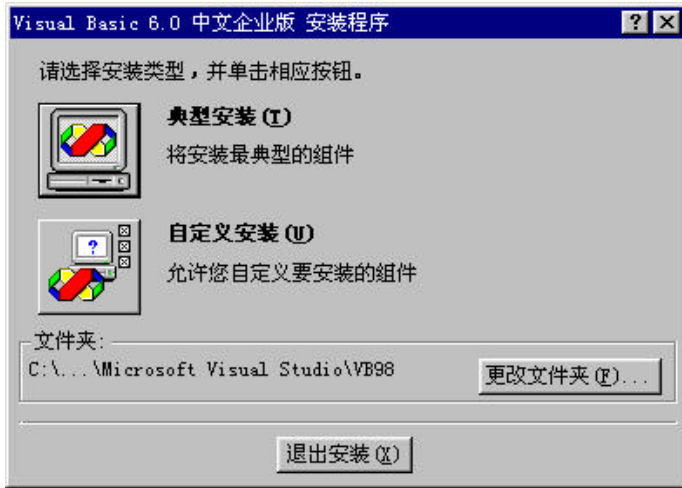 Visual Basic 6.0 中文企业版 安装程序
请选择安装类型，并单击相应按钮。
典型安装(T)
将安装最典型的组件
自定义安装(U)
允许您自定义要安装的组件
文件夹:
C:\...\Microsoft Visual Studio\VB98
更改文件夹(F)...
退出安装(X)